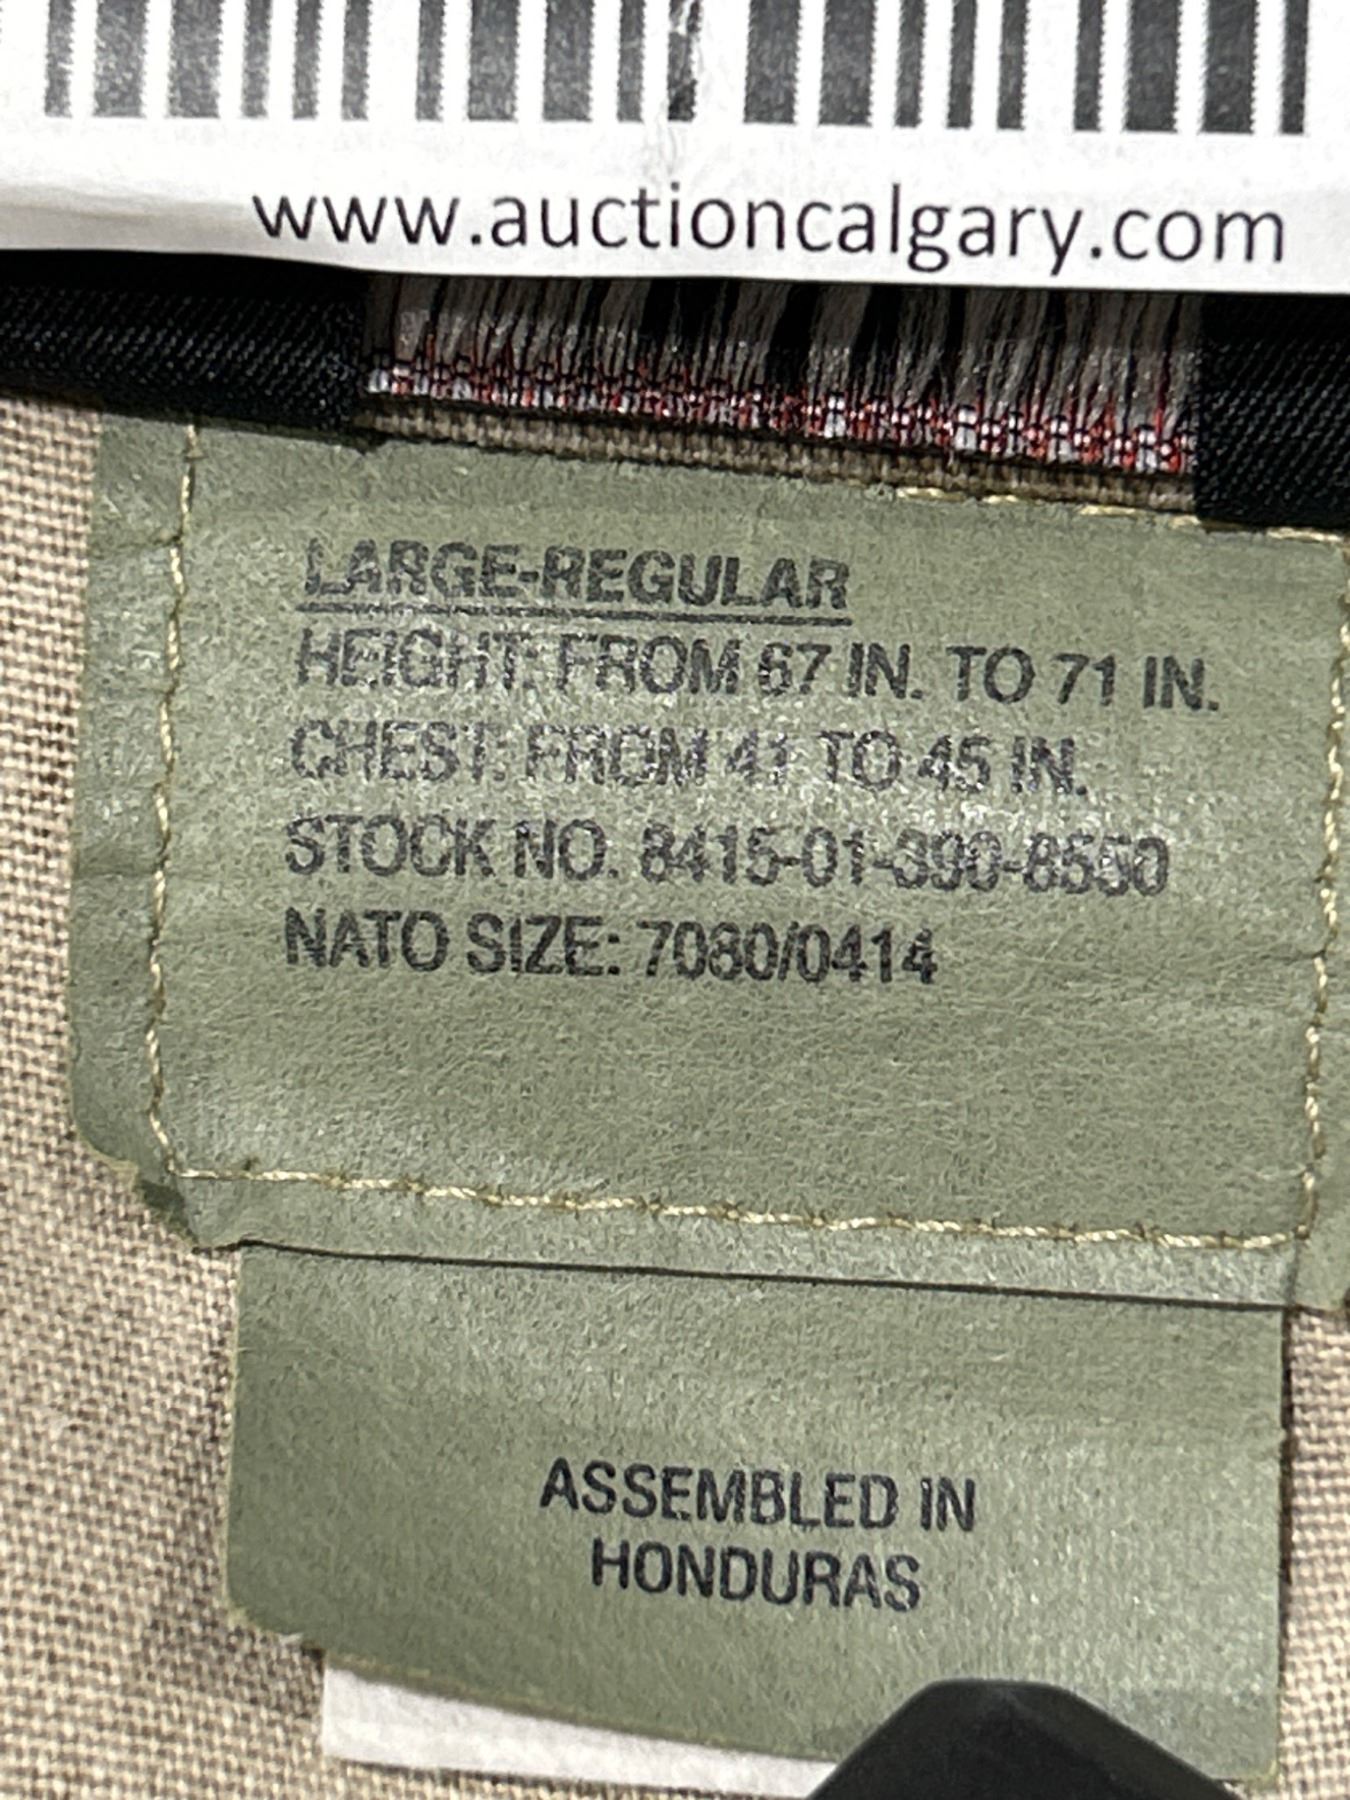 www.auctioncalgary.com
LARGE-REGULAR
HEIGHT: FROM 67 IN. TO 71 IN.
CHEST: FROM 41 TO 45 IN.
STOCK NO. 8415-01-390-8550
NATO SIZE: 7080/0414
ASSEMBLED IN
HONDURAS